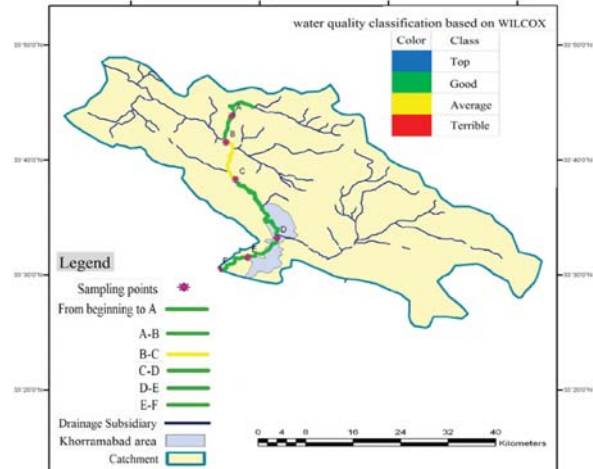 water quality classification based on WILCOX
Color Class
Top
Good
Average
Terrible
A
B
C
D
E
F
Legend
Sampling points
From beginning to A
A-B
B-C
C-D
D-E
E-F
Drainage Subsidiary
Khorramabad area
Catchment
0 4 8 16 24 32 40
Kilometers